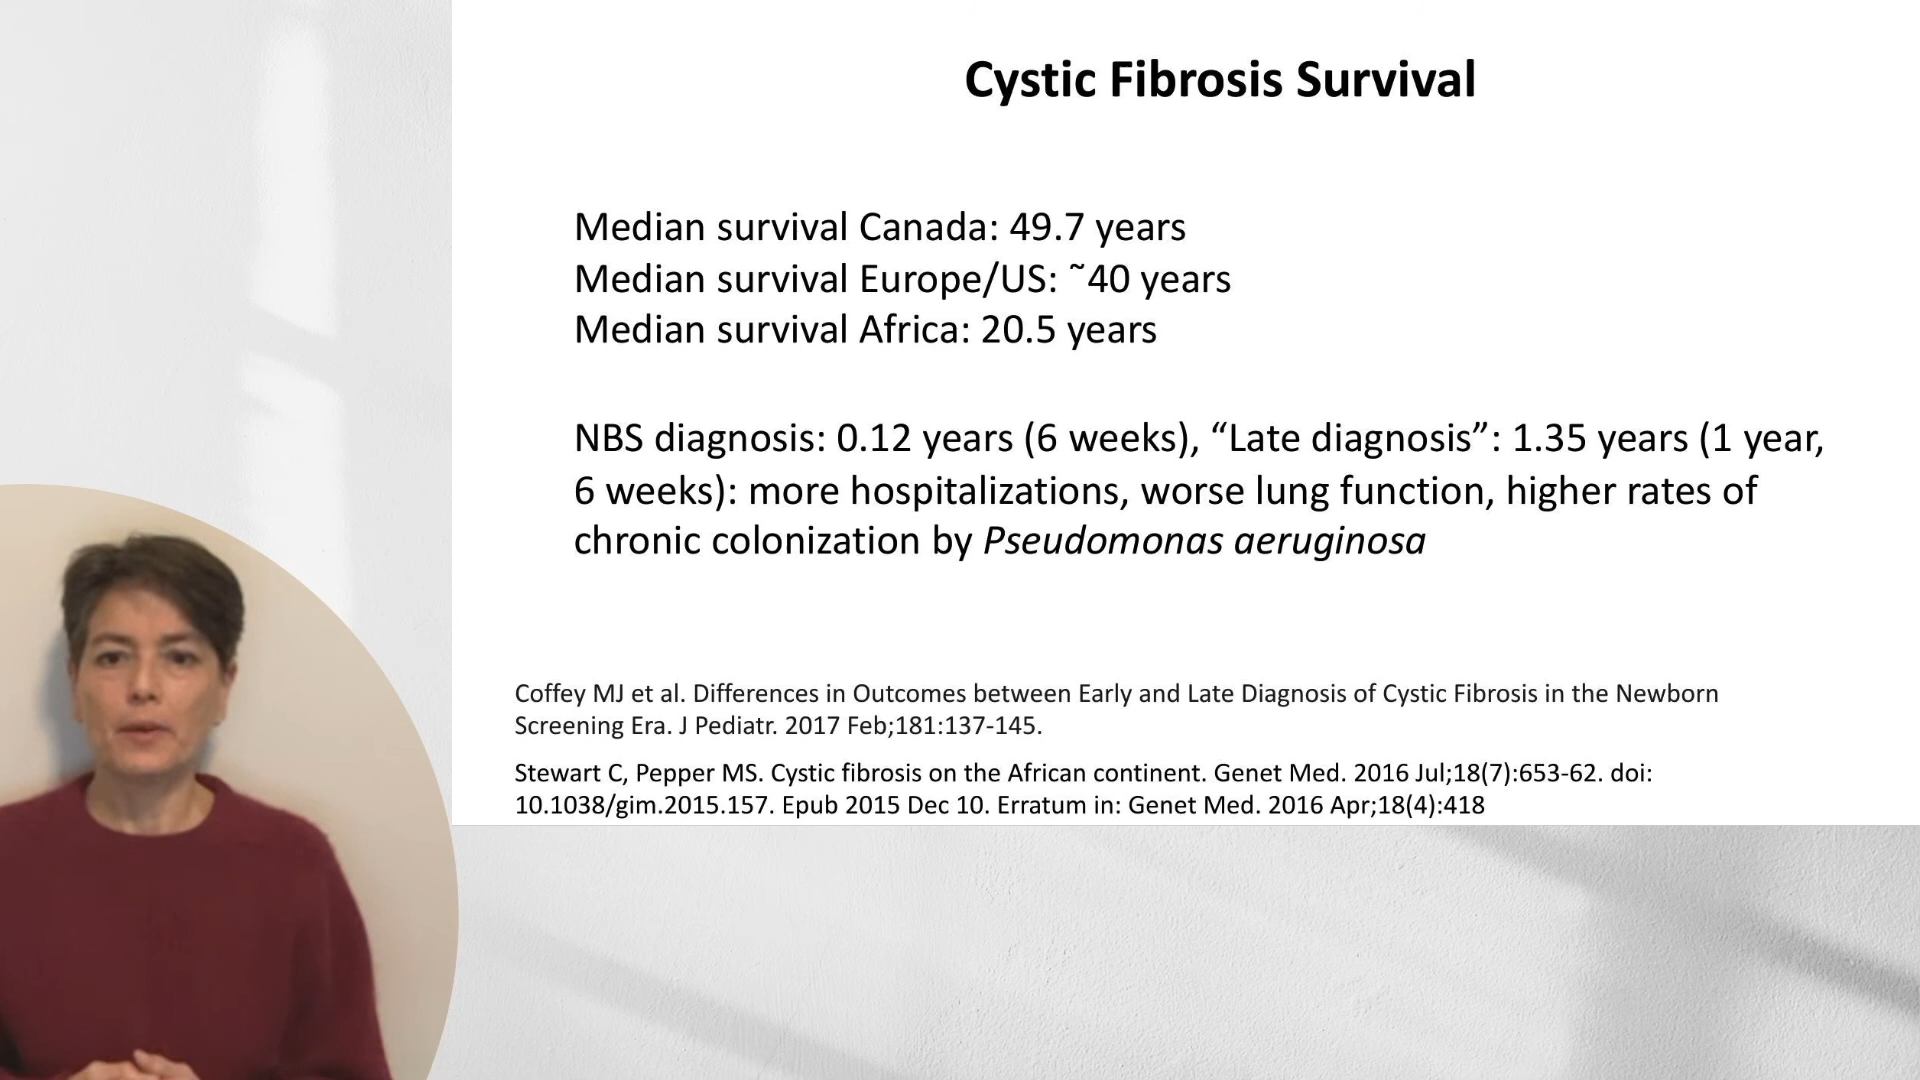 Cystic Fibrosis Survival
Median survival Canada: 49.7 years
Median survival Europe/US: ˜40 years
Median survival Africa: 20.5 years
NBS diagnosis: 0.12 years (6 weeks), “Late diagnosis”: 1.35 years (1 year,
6 weeks): more hospitalizations, worse lung function, higher rates of
chronic colonization by Pseudomonas aeruginosa
Coffey MJ et al. Differences in Outcomes between Early and Late Diagnosis of Cystic Fibrosis in the Newborn
Screening Era. J Pediatr. 2017 Feb;181:137-145.
Stewart C, Pepper MS. Cystic fibrosis on the African continent. Genet Med. 2016 Jul;18(7):653-62. doi:
10.1038/gim.2015.157. Epub 2015 Dec 10. Erratum in: Genet Med. 2016 Apr;18(4):418